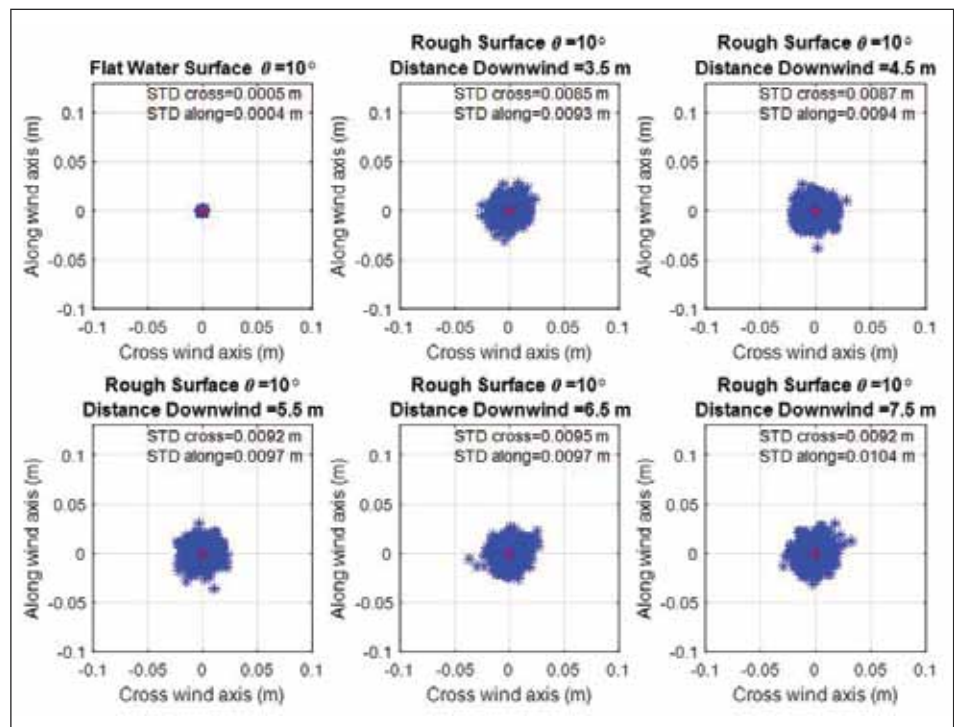 Flat Water Surface θ =10°
STD cross=0.0005 m
STD along=0.0004 m
0.1
0.05
0
-0.05
-0.1
-0.1 -0.05 0 0.05 0.1
Along wind axis (m)
Cross wind axis (m)
Rough Surface θ =10°
Distance Downwind =3.5 m
STD cross=0.0085 m
STD along=0.0093 m
0.1
0.05
0
-0.05
-0.1
-0.1 -0.05 0 0.05 0.1
Along wind axis (m)
Cross wind axis (m)
Rough Surface θ =10°
Distance Downwind =4.5 m
STD cross=0.0087 m
STD along=0.0094 m
0.1
0.05
0
-0.05
-0.1
-0.1 -0.05 0 0.05 0.1
Along wind axis (m)
Cross wind axis (m)
Rough Surface θ =10°
Distance Downwind =5.5 m
STD cross=0.0092 m
STD along=0.0097 m
0.1
0.05
0
-0.05
-0.1
-0.1 -0.05 0 0.05 0.1
Along wind axis (m)
Cross wind axis (m)
Rough Surface θ =10°
Distance Downwind =6.5 m
STD cross=0.0095 m
STD along=0.0097 m
0.1
0.05
0
-0.05
-0.1
-0.1 -0.05 0 0.05 0.1
Along wind axis (m)
Cross wind axis (m)
Rough Surface θ =10°
Distance Downwind =7.5 m
STD cross=0.0092 m
STD along=0.0104 m
0.1
0.05
0
-0.05
-0.1
-0.1 -0.05 0 0.05 0.1
Along wind axis (m)
Cross wind axis (m)